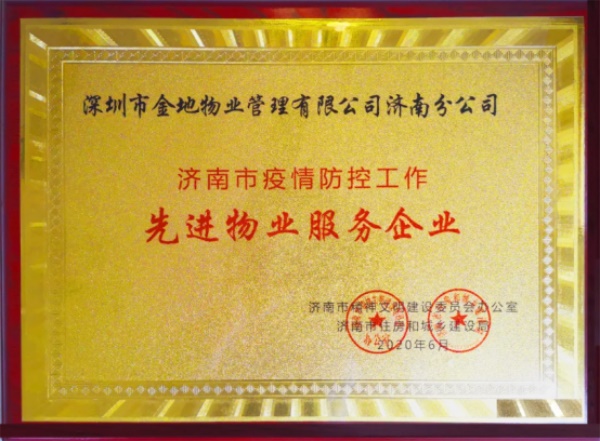 深圳市金地物业管理有限公司济南分公司
济南市疫情防控工作
先进物业服务企业
济南市精神文明建设委员会办公室
济南市住房和城乡建设局
2020年6月